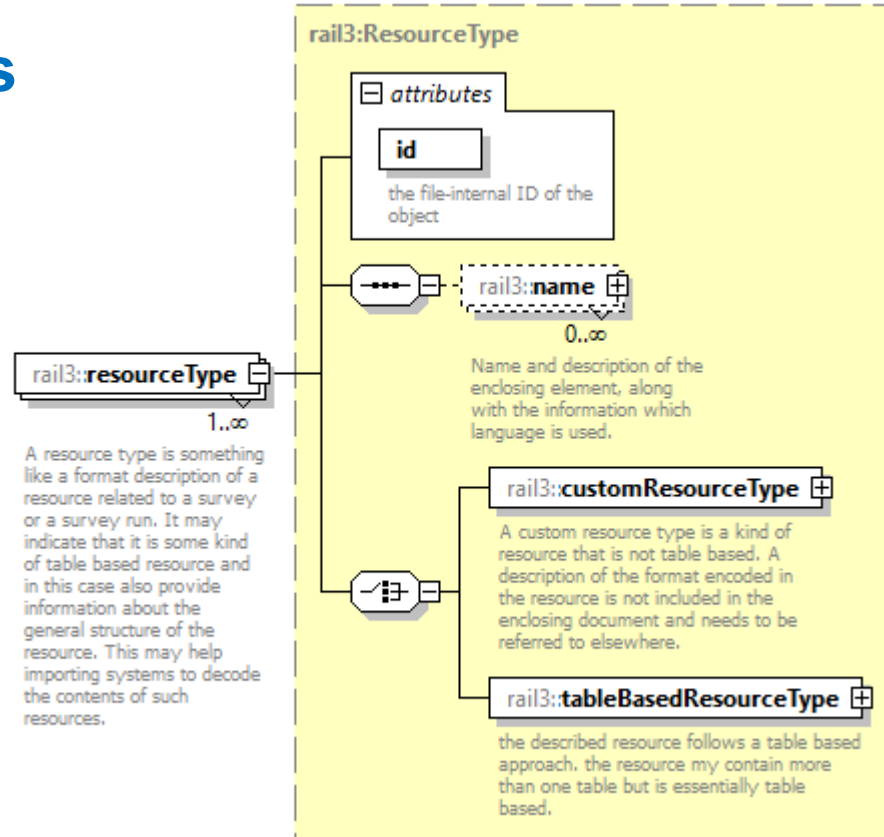 s
rail3:ResourceType
attributes
id
the file-internal ID of the
object
rail3::name
0..∞
Name and description of the
enclosing element, along
with the information which
language is used.
rail3::resourceType
1..∞
A resource type is something
like a format description of a
resource related to a survey
or a survey run. It may
indicate that it is some kind
of table based resource and
in this case also provide
information about the
general structure of the
resource. This may help
importing systems to decode
the contents of such
resources.
rail3::customResourceType
A custom resource type is a kind of
resource that is not table based. A
description of the format encoded in
the resource is not included in the
enclosing document and needs to be
referred to elsewhere.
rail3::tableBasedResourceType
the described resource follows a table based
approach. the resource my contain more
than one table but is essentially table
based.